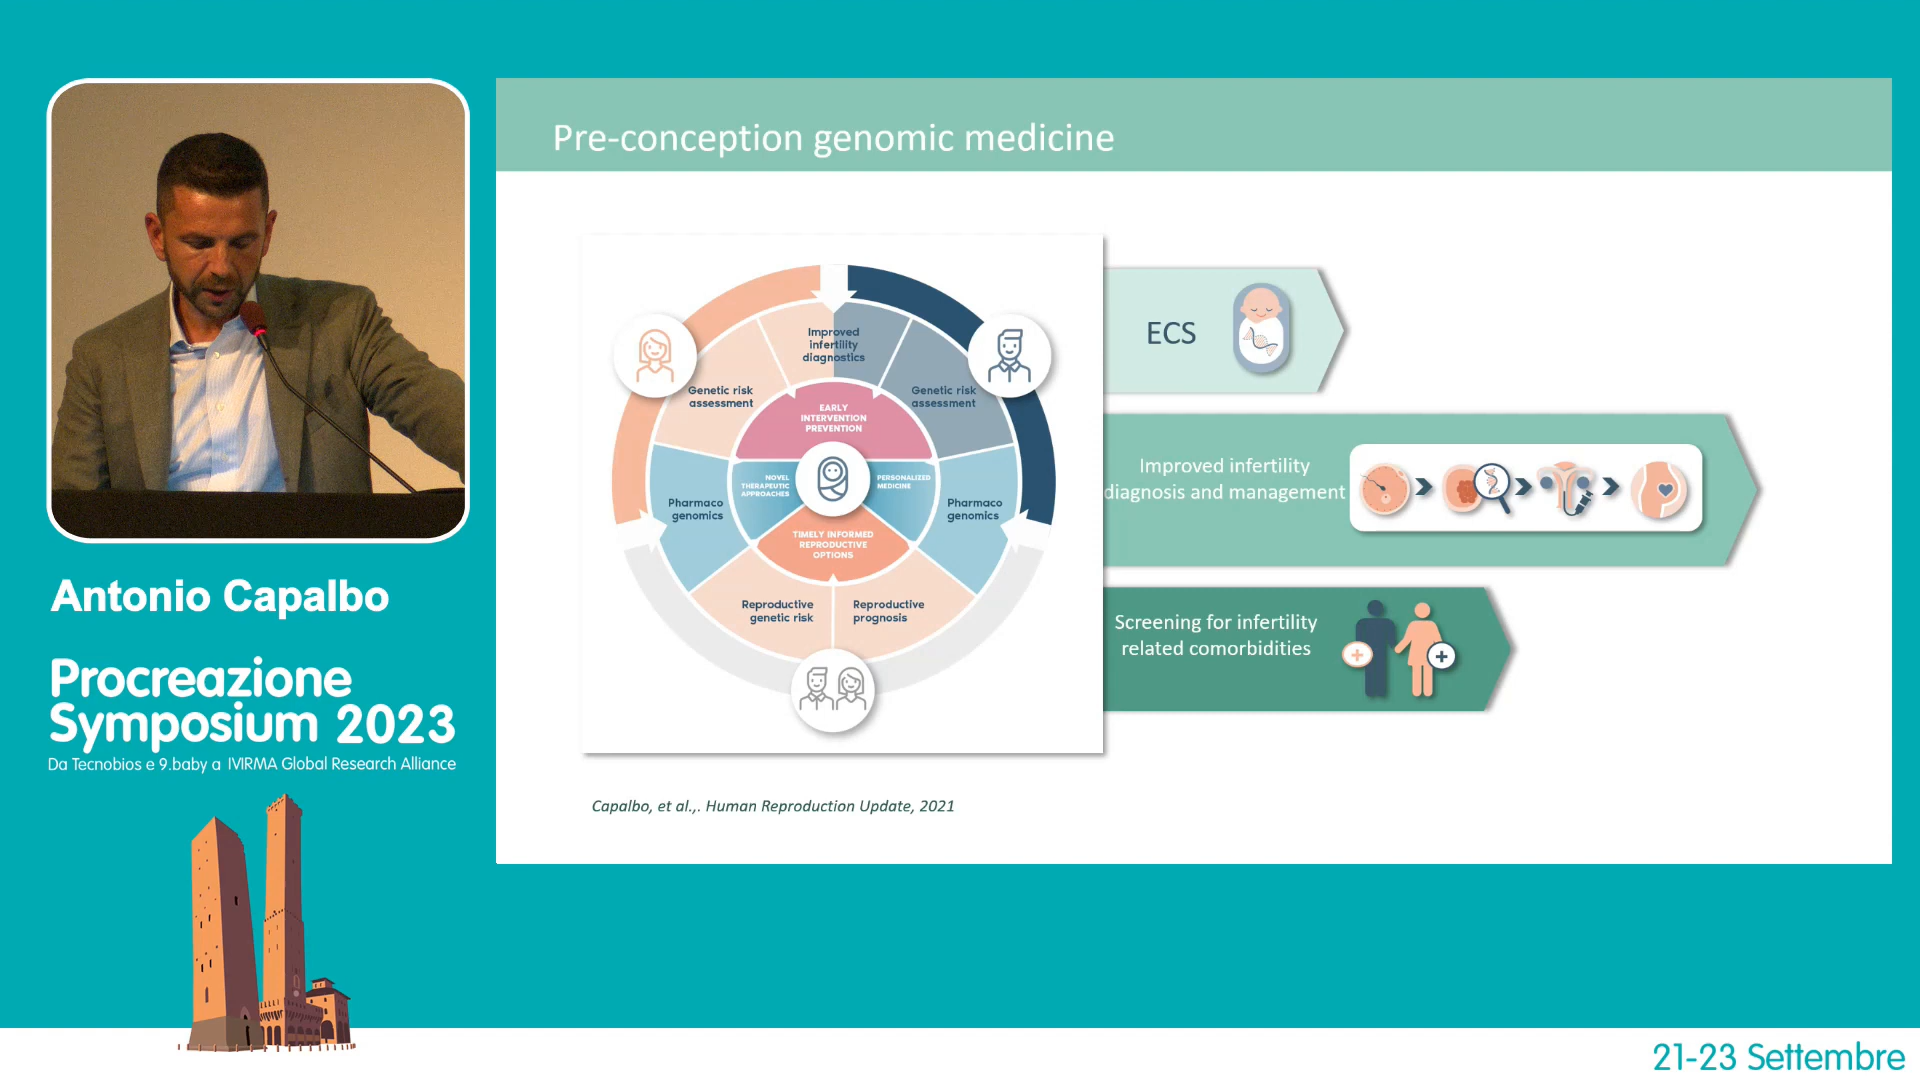 Antonio Capalbo
Procreazione
Symposium 2023
Da Tecnobios e 9.baby a IVIRMA Global Research Alliance
Pre-conception genomic medicine
Improved
infertility
diagnostics
Genetic risk
assessment
Genetic risk
assessment
EARLY
INTERVENTION
PREVENTION
NOVEL
THERAPEUTIC
APPROACHES
PERSONALIZED
MEDICINE
Pharmaco
genomics
Pharmaco
genomics
TIMELY INFORMED
REPRODUCTIVE
OPTIONS
Reproductive
genetic risk
Reproductive
prognosis
ECS
Improved infertility
diagnosis and management
Screening for infertility
related comorbidities
Capalbo, et al.,. Human Reproduction Update, 2021
21-23 Settembre